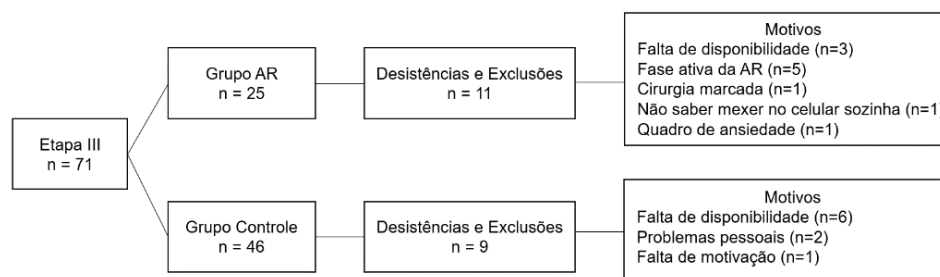 Etapa III
n = 71
Grupo AR
n = 25
Desistências e Exclusões
n = 11
Motivos
Falta de disponibilidade (n=3)
Fase ativa da AR (n=5)
Cirurgia marcada (n=1)
Não saber mexer no celular sozinha (n=1)
Quadro de ansiedade (n=1)
Grupo Controle
n = 46
Desistências e Exclusões
n = 9
Motivos
Falta de disponibilidade (n=6)
Problemas pessoais (n=2)
Falta de motivação (n=1)